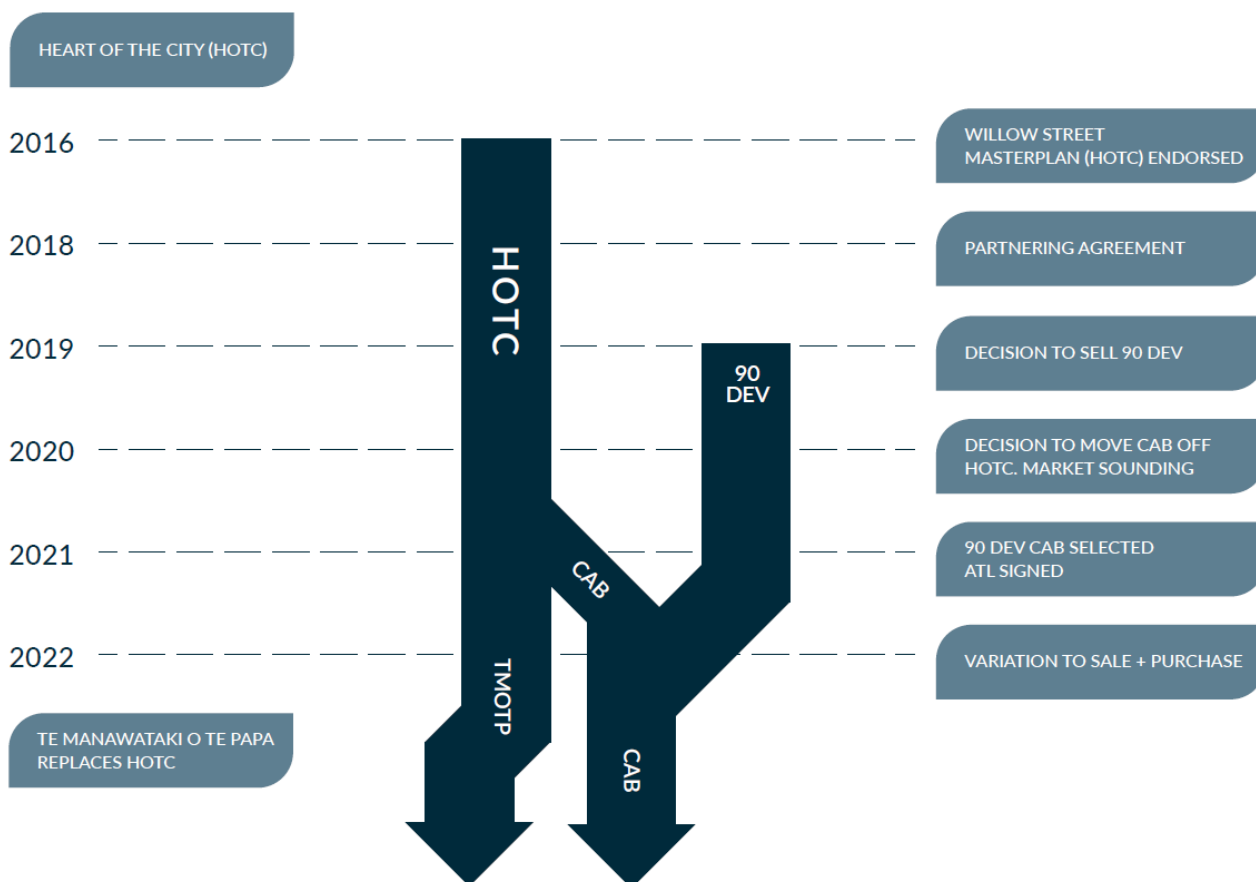 HEART OF THE CITY (HOTC)
2016
WILLOW STREET
MASTERPLAN (HOTC) ENDORSED
2018
PARTNERING AGREEMENT
HOTC
2019
90
DEV
DECISION TO SELL 90 DEV
2020
DECISION TO MOVE CAB OFF
HOTC. MARKET SOUNDING
2021
CAB
90 DEV CAB SELECTED
ATL SIGNED
2022
TMOTP
VARIATION TO SALE + PURCHASE
TE MANAWATAKI O TE PAPA
REPLACES HOTC
CAB